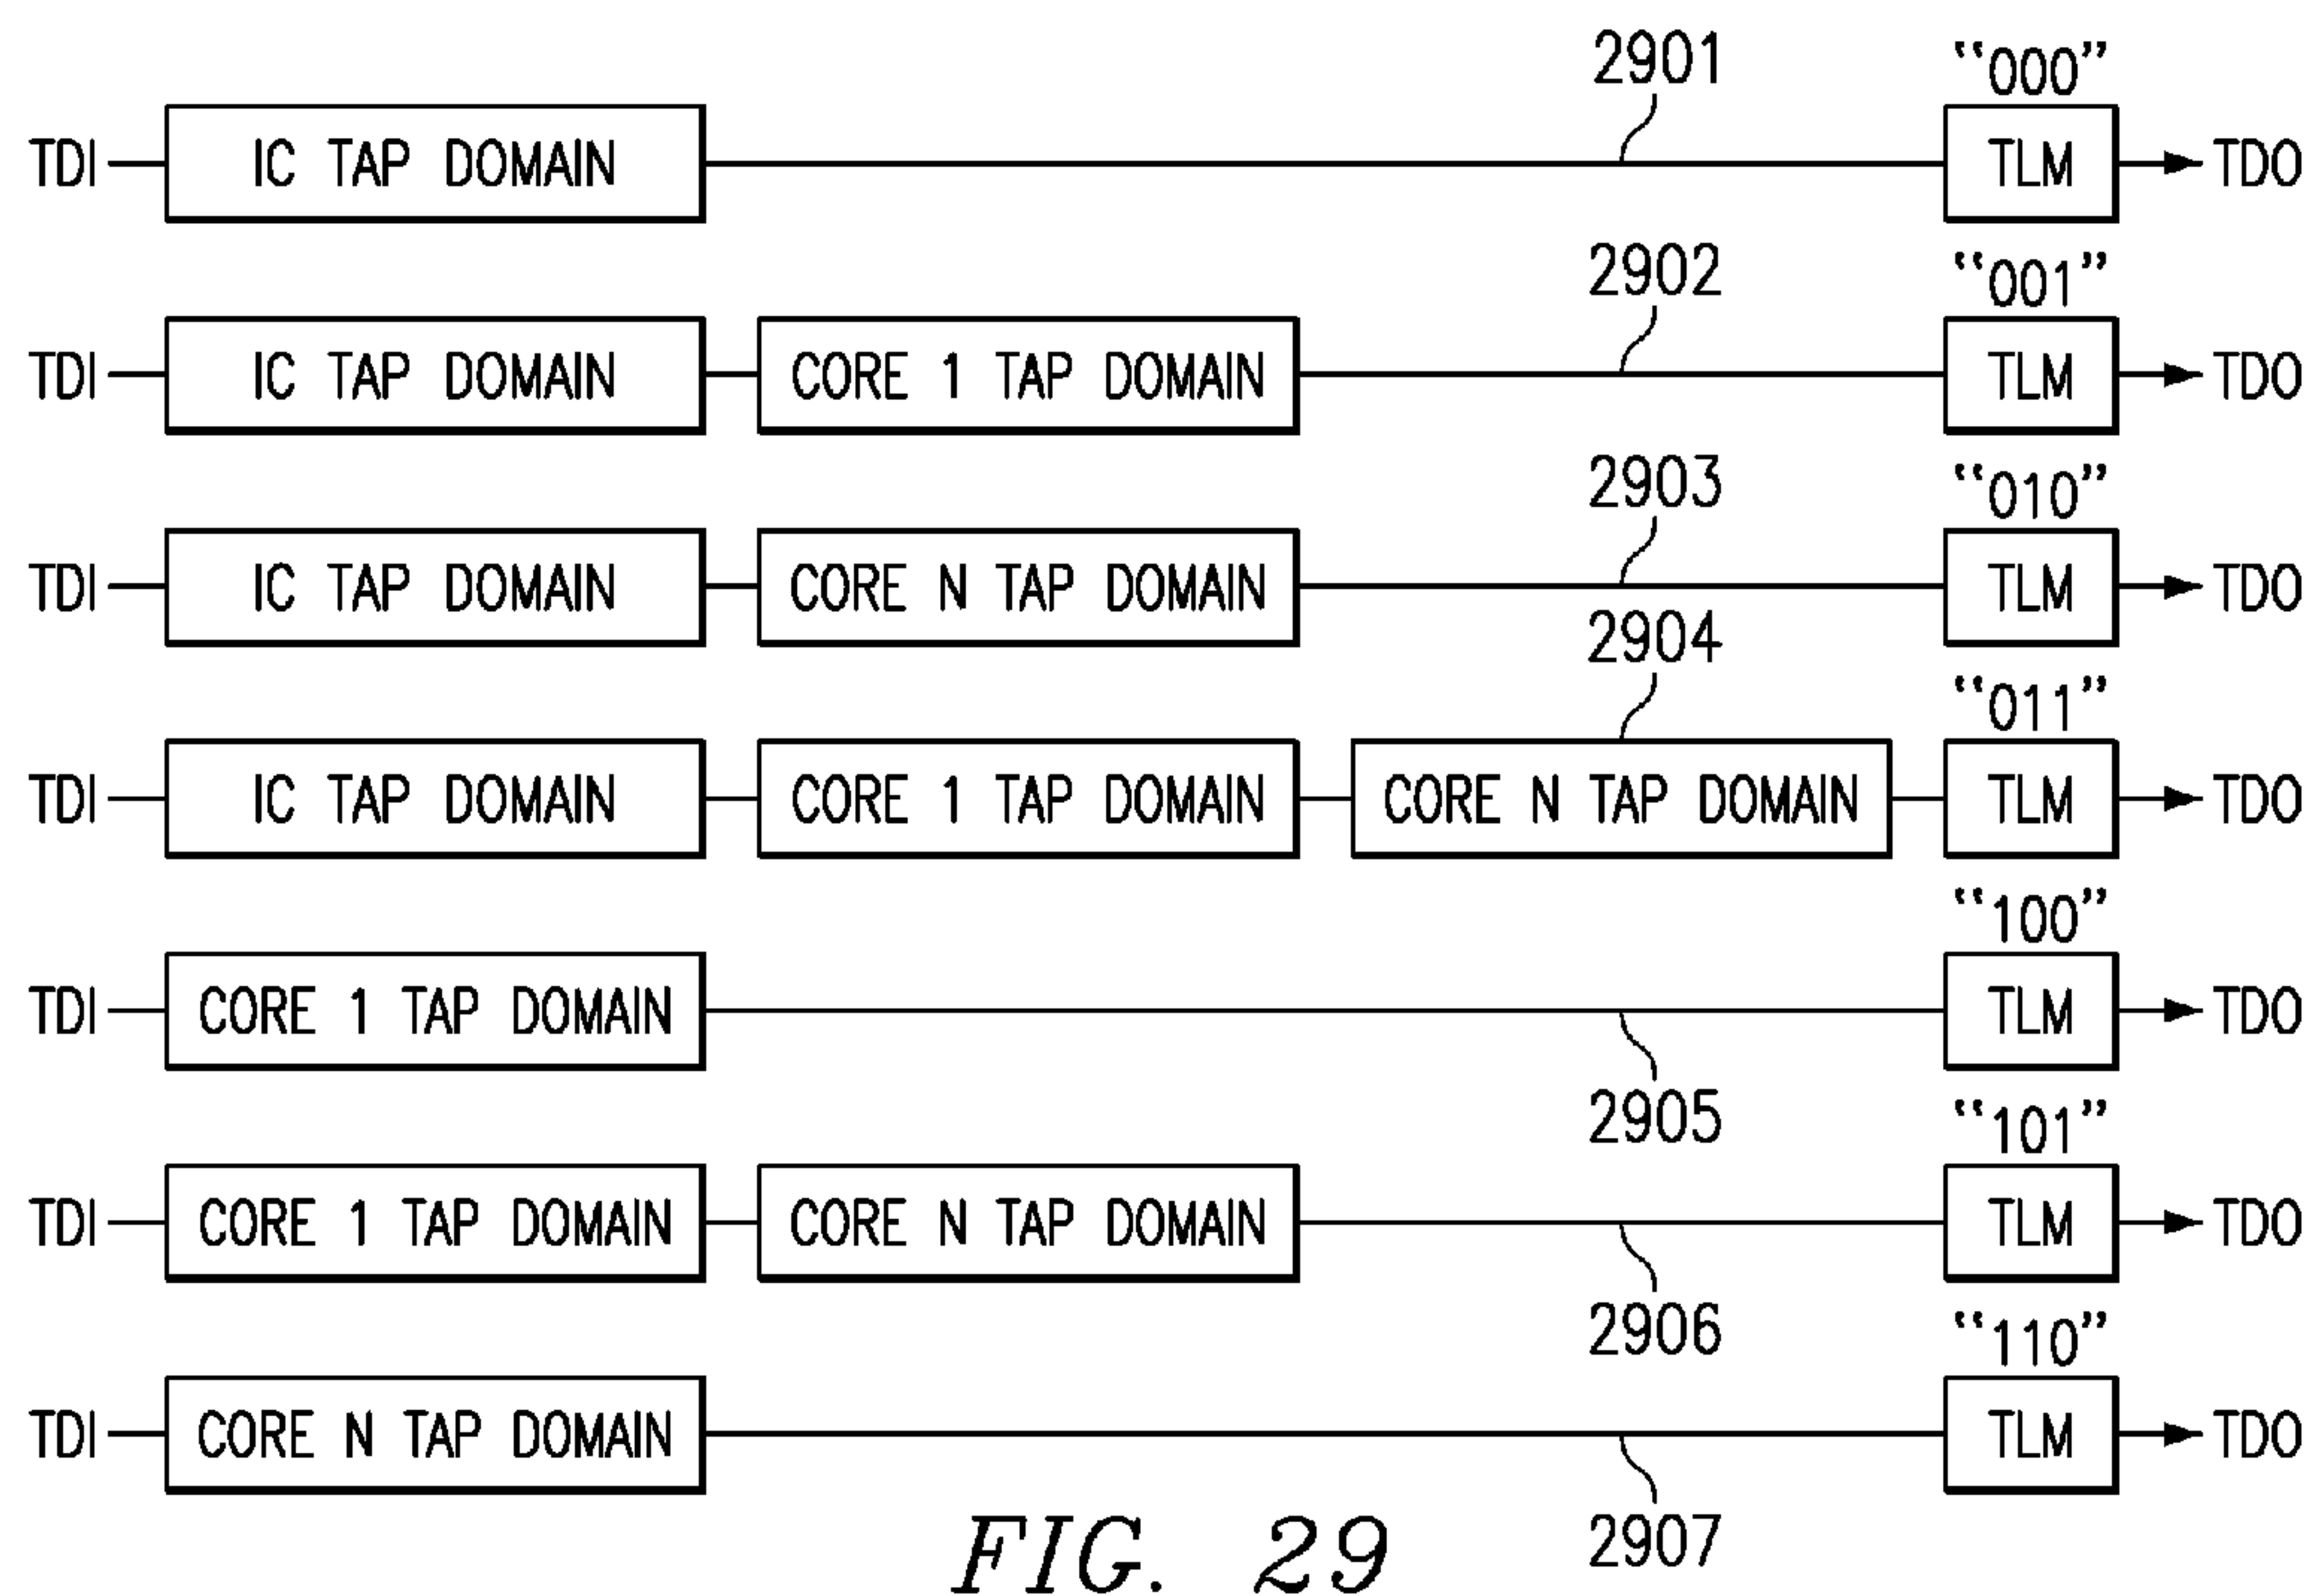 2901 “000”
TDI IC TAP DOMAIN TLM TDO
2902 “001”
TDI IC TAP DOMAIN CORE 1 TAP DOMAIN TLM TDO
2903 “010”
TDI IC TAP DOMAIN CORE N TAP DOMAIN TLM TDO
2904 “011”
TDI IC TAP DOMAIN CORE 1 TAP DOMAIN CORE N TAP DOMAIN TLM TDO
“100”
TDI CORE 1 TAP DOMAIN TLM TDO
2905 “101”
TDI CORE 1 TAP DOMAIN CORE N TAP DOMAIN TLM TDO
2906 “110”
TDI CORE N TAP DOMAIN TLM TDO
2907
FIG. 29